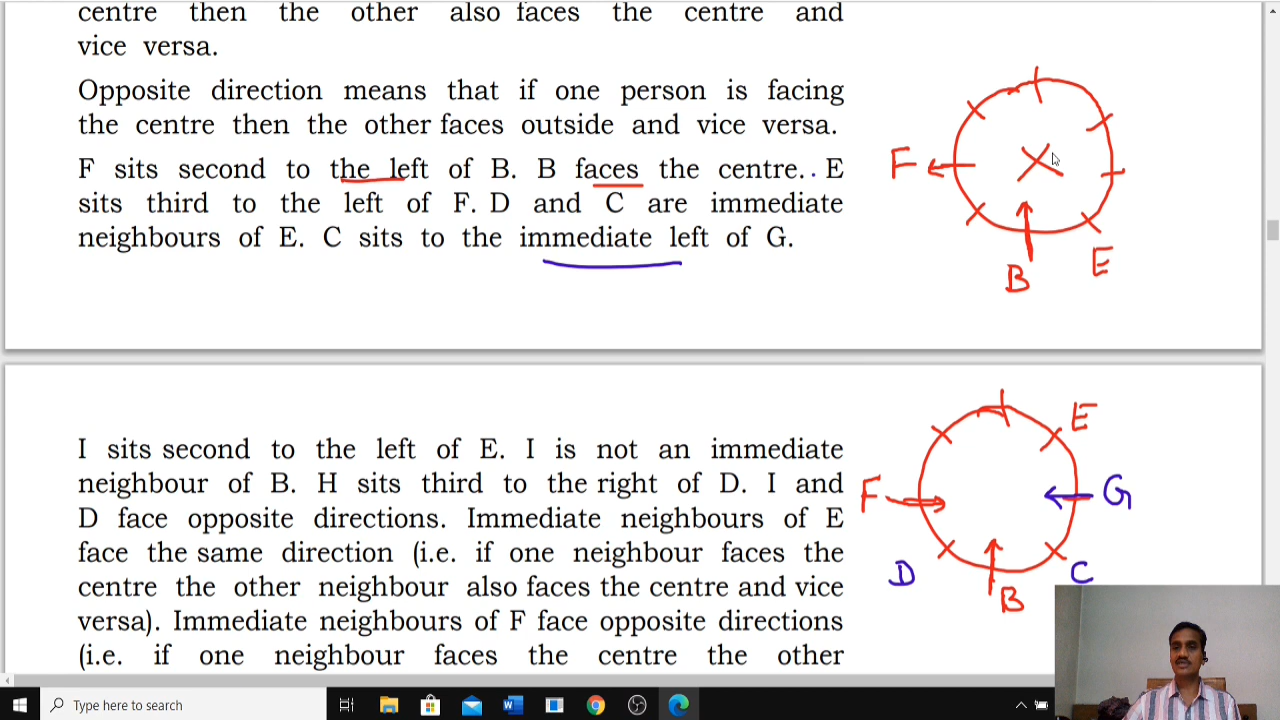 centre then the other also faces the centre and
vice versa.
Opposite direction means that if one person is facing
the centre then the other faces outside and vice versa.
F sits second to the left of B. B faces the centre.. E
sits third to the left of F. D and C are immediate
neighbours of E. C sits to the immediate left of G.
F
B
E
I sits second to the left of E. I is not an immediate
neighbour of B. H sits third to the right of D. I and
D face opposite directions. Immediate neighbours of E
face the same direction (i.e. if one neighbour faces the
centre the other neighbour also faces the centre and vice
versa). Immediate neighbours of F face opposite directions
(i.e. if one neighbour faces the centre the other
E
F
G
D
B
C
Type here to search